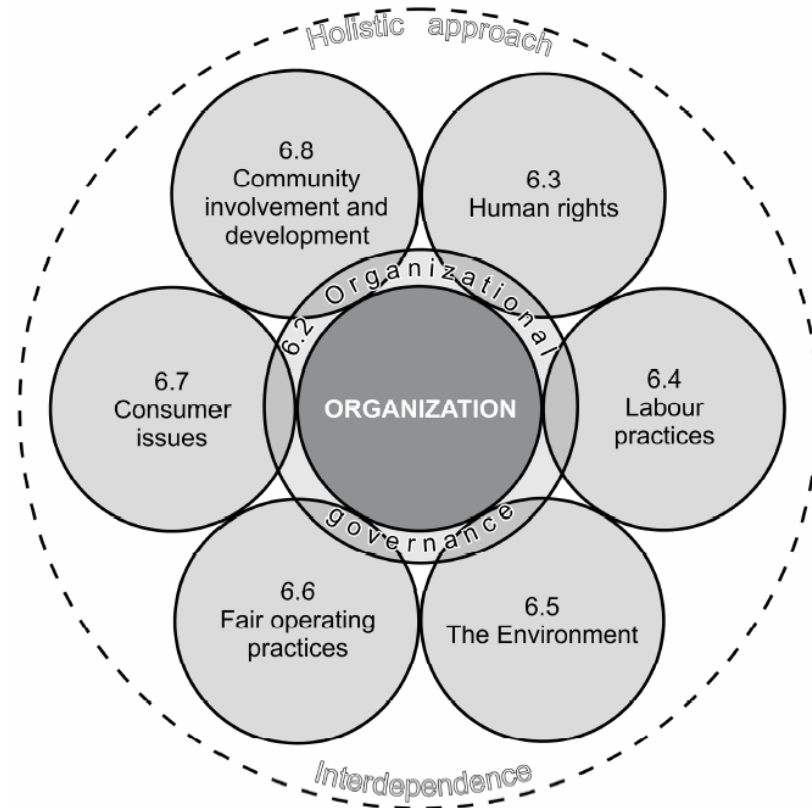 Holistic approach
6.8
Community
involvement and
development
6.3
Human rights
6.2 Organizational
governance
ORGANIZATION
6.7
Consumer
issues
6.4
Labour
practices
6.6
Fair operating
practices
6.5
The Environment
Interdependence